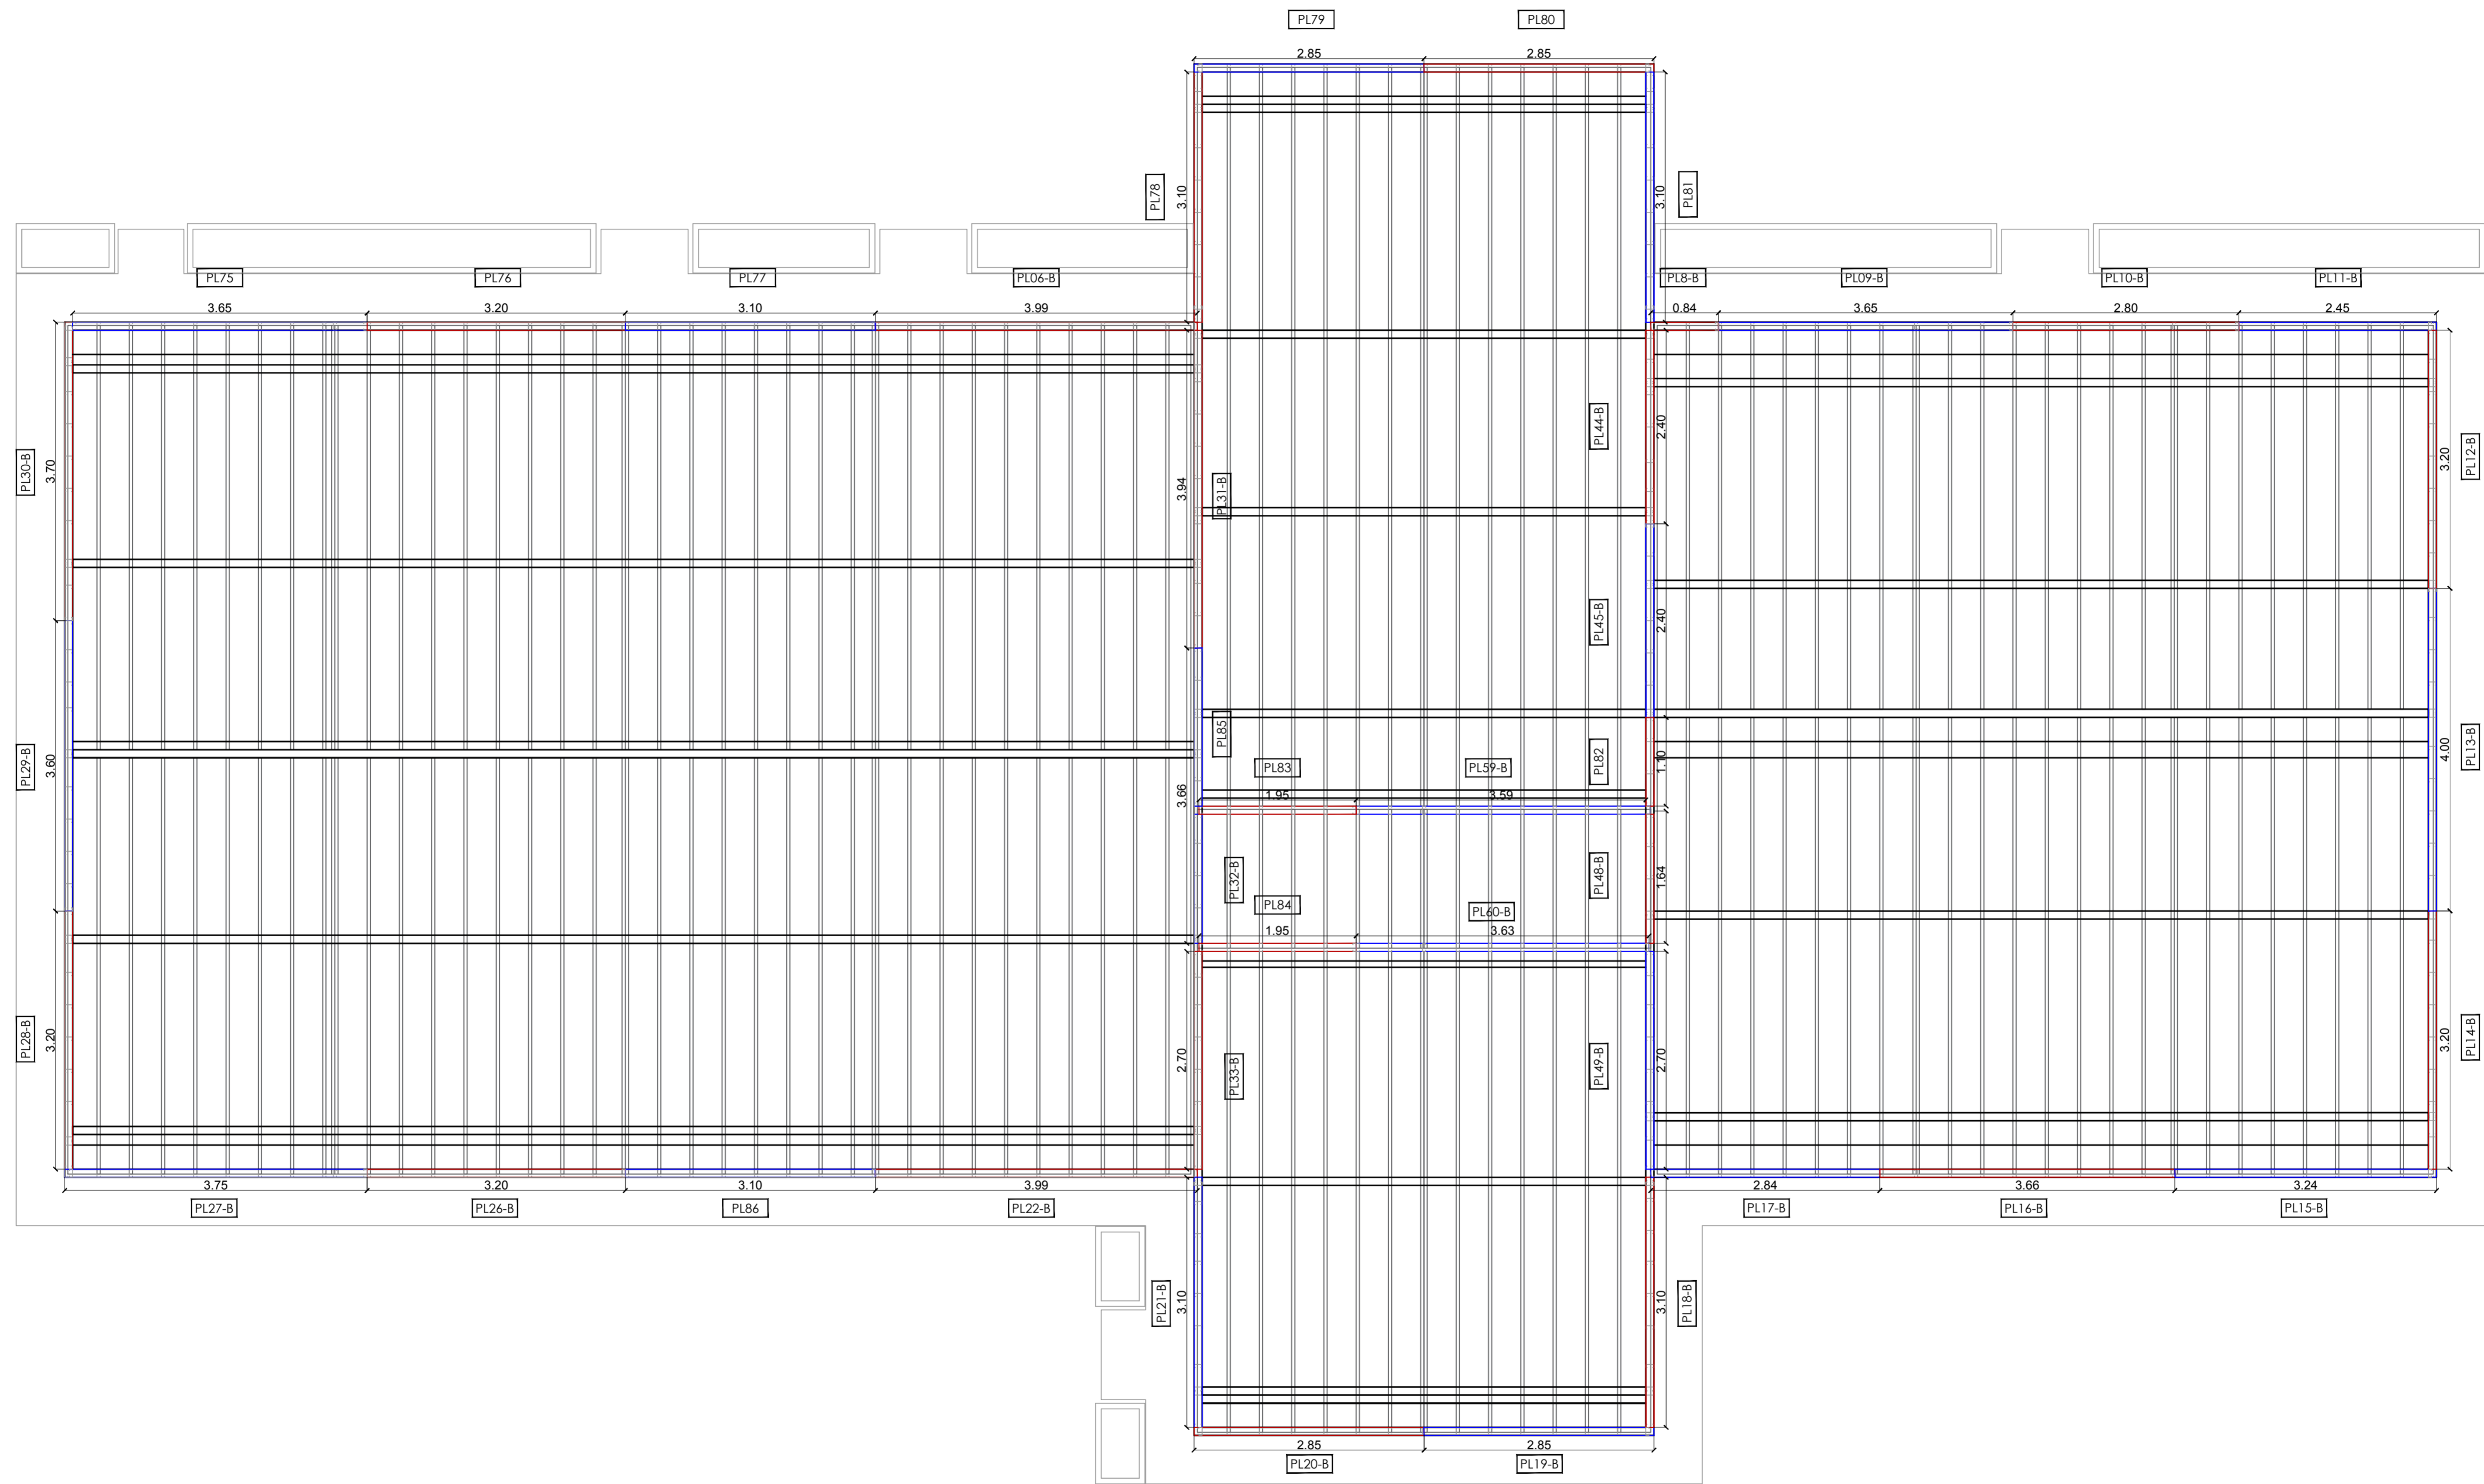 PL79 PL80
2.85 2.85
PL78 3.10 3.10 PL81
PL75 PL76 PL77 PL06-B PL8-B PL09-B PL10-B PL11-B
3.65 3.20 3.10 3.99 0.84 3.65 2.80 2.45
PL30-B 3.70 3.94 PL31-B PL44-B 2.40 3.20 PL12-B
PL45-B 2.40
PL29-B 3.60 3.66 PL85 PL82 1.10 4.00 PL13-B
PL83 PL59-B
1.95 3.59
PL32-B PL48-B 1.64
PL84 PL60-B
1.95 3.63
PL28-B 3.20 2.70 PL33-B PL49-B 2.70 3.20 PL14-B
3.75 3.20 3.10 3.99 2.84 3.66 3.24
PL27-B PL26-B PL86 PL22-B PL17-B PL16-B PL15-B
PL21-B 3.10 3.10 PL18-B
2.85 2.85
PL20-B PL19-B